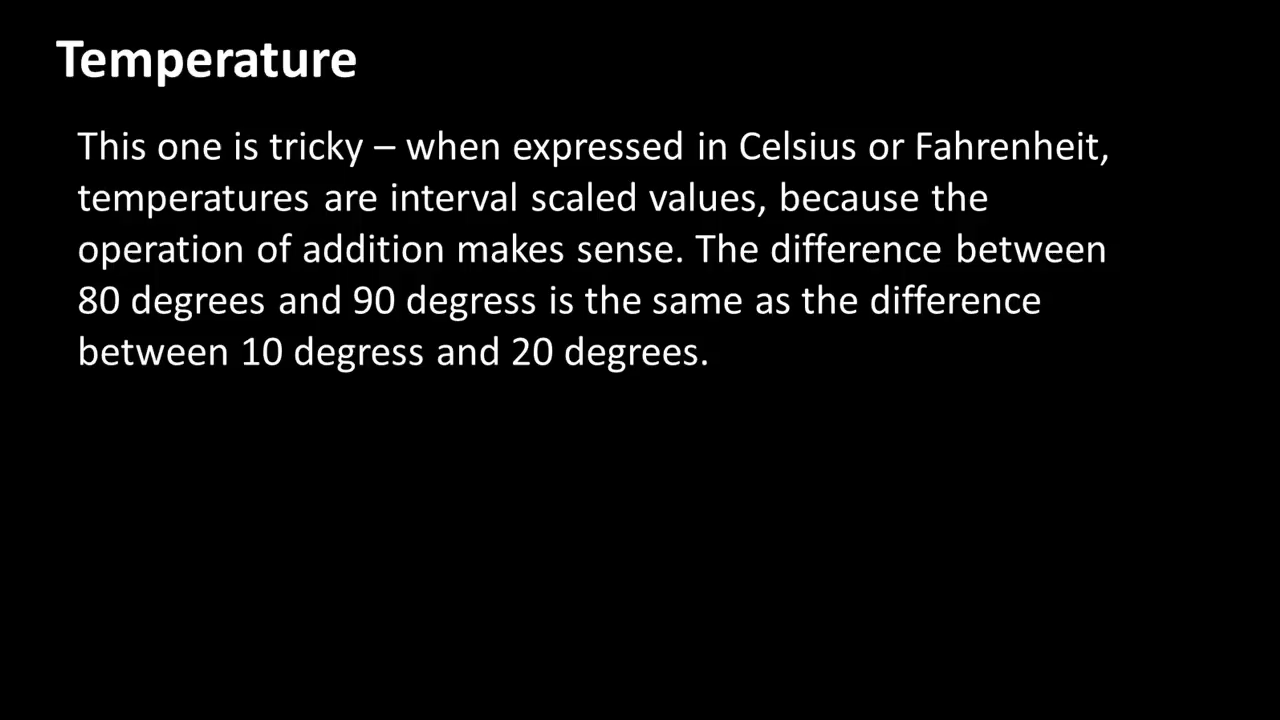 Temperature
This one is tricky – when expressed in Celsius or Fahrenheit,
temperatures are interval scaled values, because the
operation of addition makes sense. The difference between
80 degrees and 90 degress is the same as the difference
between 10 degress and 20 degrees.